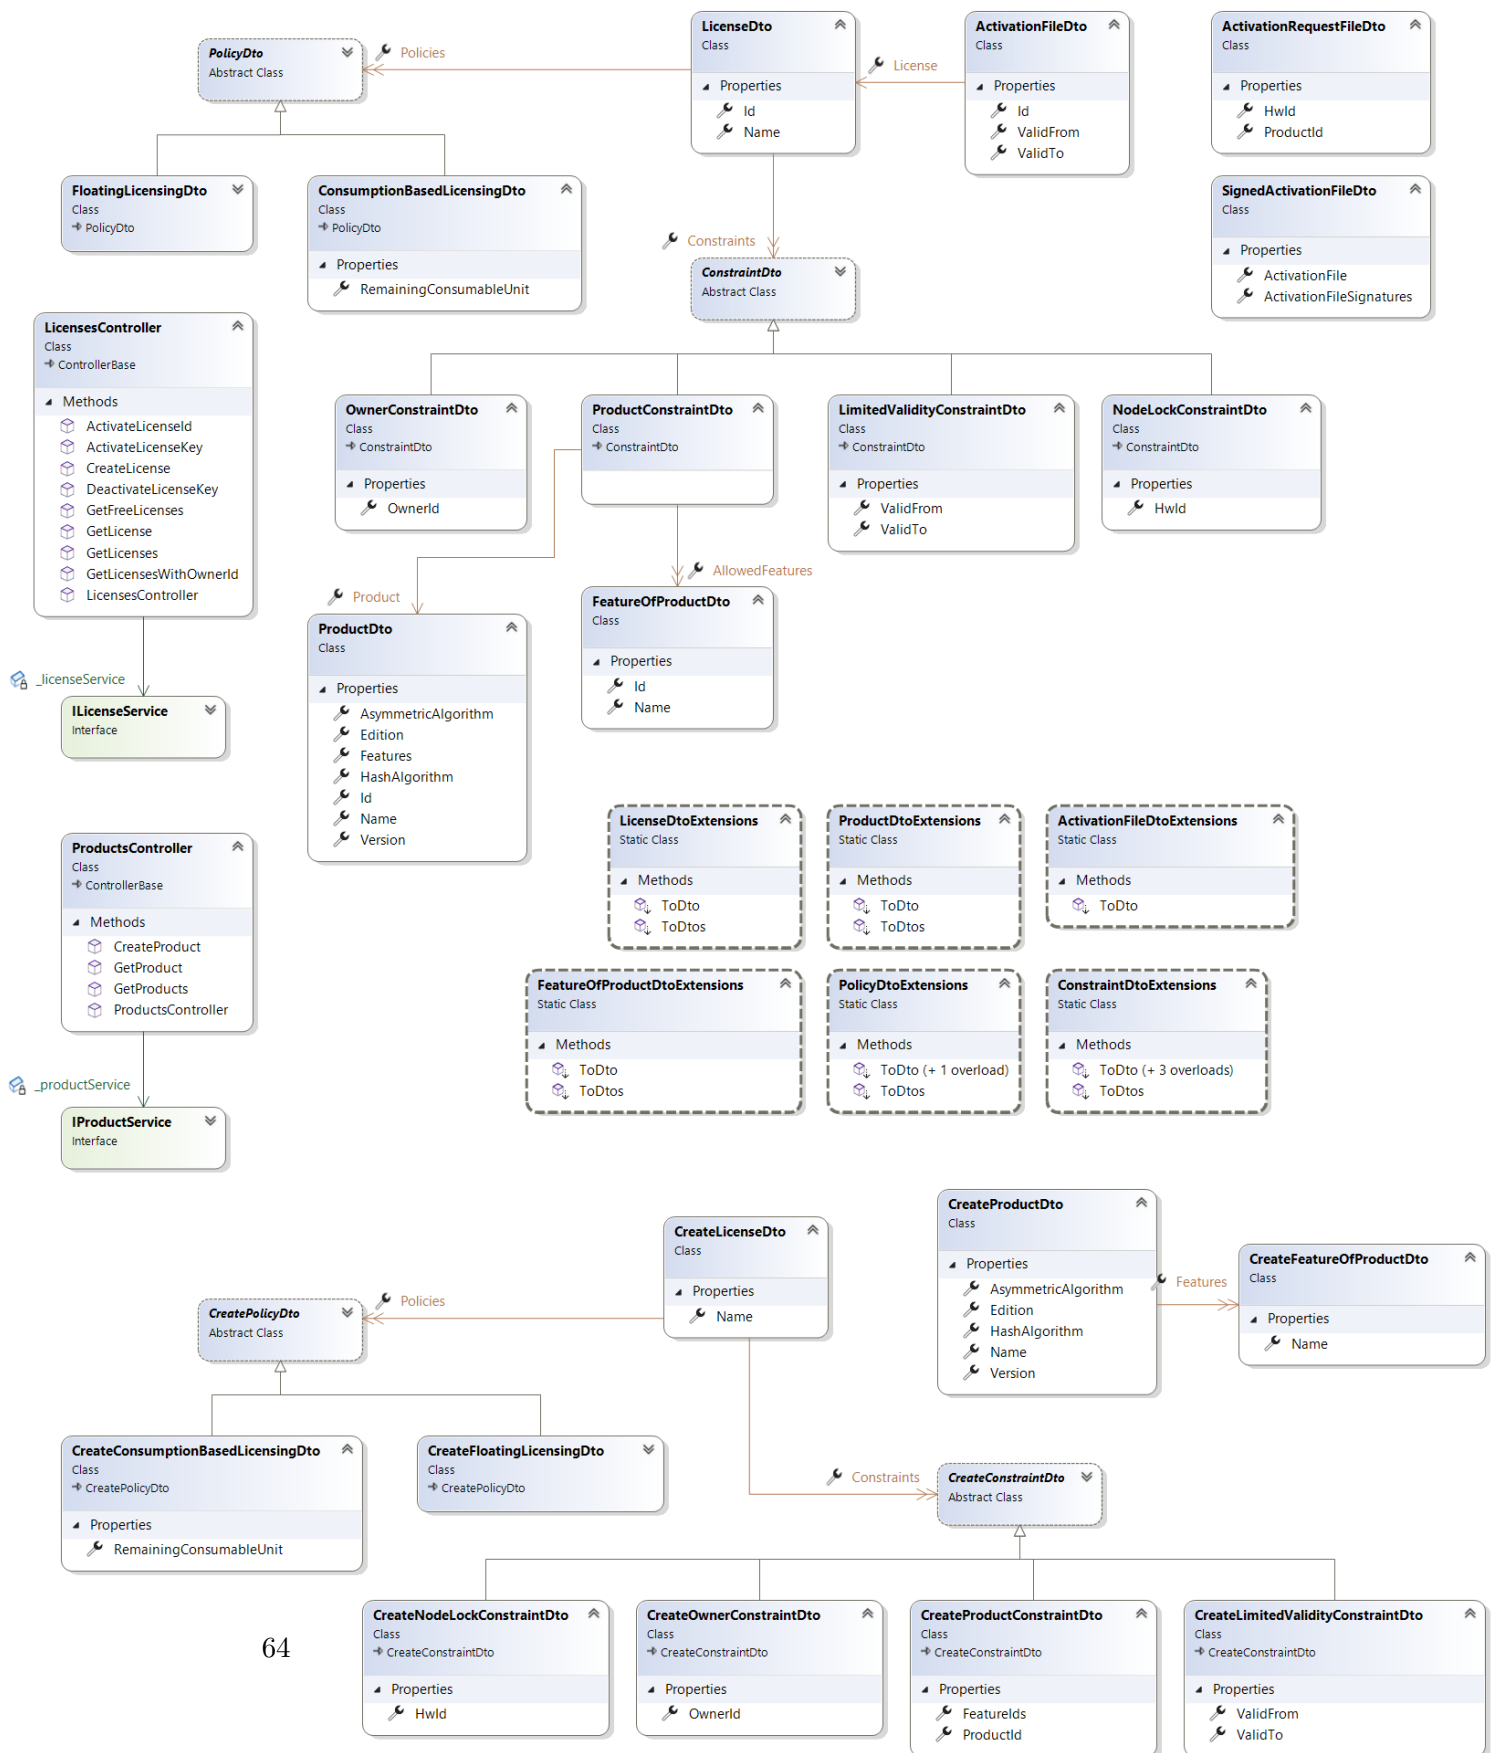 LicenseDto
Class
Properties
Id
Name
ActivationFileDto
Class
Properties
Id
ValidFrom
ValidTo
License
ActivationRequestFileDto
Class
Properties
HwId
ProductId
PolicyDto
Abstract Class
Policies
FloatingLicensingDto
Class
PolicyDto
ConsumptionBasedLicensingDto
Class
PolicyDto
Properties
RemainingConsumableUnit
SignedActivationFileDto
Class
Properties
ActivationFile
ActivationFileSignatures
Constraints
ConstraintDto
Abstract Class
LicensesController
Class
ControllerBase
Methods
ActivateLicenseId
ActivateLicenseKey
CreateLicense
DeactivateLicenseKey
GetFreeLicenses
GetLicense
GetLicenses
GetLicensesWithOwnerId
LicensesController
OwnerConstraintDto
Class
ConstraintDto
Properties
OwnerId
ProductConstraintDto
Class
ConstraintDto
LimitedValidityConstraintDto
Class
ConstraintDto
Properties
ValidFrom
ValidTo
NodeLockConstraintDto
Class
ConstraintDto
Properties
HwId
AllowedFeatures
Product
FeatureOfProductDto
Class
Properties
Id
Name
ProductDto
Class
Properties
AsymmetricAlgorithm
Edition
Features
HashAlgorithm
Id
Name
Version
_licenseService
ILicenseService
Interface
LicenseDtoExtensions
Static Class
Methods
ToDto
ToDtos
ProductDtoExtensions
Static Class
Methods
ToDto
ToDtos
ActivationFileDtoExtensions
Static Class
Methods
ToDto
ProductsController
Class
ControllerBase
Methods
CreateProduct
GetProduct
GetProducts
ProductsController
FeatureOfProductDtoExtensions
Static Class
Methods
ToDto
ToDtos
PolicyDtoExtensions
Static Class
Methods
ToDto (+ 1 overload)
ToDtos
ConstraintDtoExtensions
Static Class
Methods
ToDto (+ 3 overloads)
ToDtos
_productService
IProductService
Interface
CreateLicenseDto
Class
Properties
Name
CreateProductDto
Class
Properties
AsymmetricAlgorithm
Edition
HashAlgorithm
Name
Version
Features
CreateFeatureOfProductDto
Class
Properties
Name
Policies
CreatePolicyDto
Abstract Class
CreateConsumptionBasedLicensingDto
Class
CreatePolicyDto
Properties
RemainingConsumableUnit
CreateFloatingLicensingDto
Class
CreatePolicyDto
Constraints
CreateConstraintDto
Abstract Class
CreateNodeLockConstraintDto
Class
CreateConstraintDto
Properties
HwId
CreateOwnerConstraintDto
Class
CreateConstraintDto
Properties
OwnerId
CreateProductConstraintDto
Class
CreateConstraintDto
Properties
FeatureIds
ProductId
CreateLimitedValidityConstraintDto
Class
CreateConstraintDto
Properties
ValidFrom
ValidTo
64